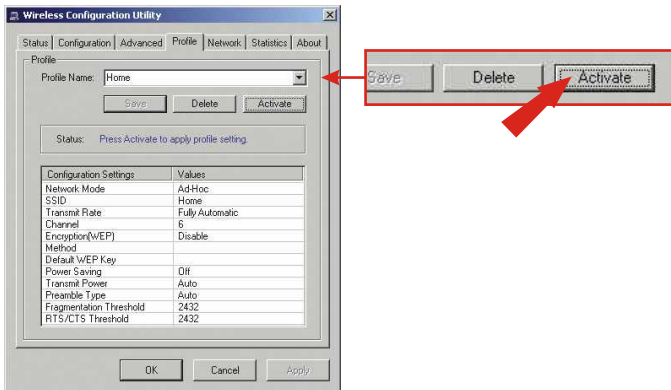 Wireless Configuration Utility
Status Configuration Advanced Profile Network Statistics About
Profile
Profile Name: Home
Save Delete Activate
Status: Press Activate to apply profile setting.
Configuration Settings Values
Network Mode Ad-Hoc
SSID Home
Transmit Rate Fully Automatic
Channel 6
Encryption(WEP) Disable
Method
Default WEP Key
Power Saving Off
Transmit Power Auto
Preamble Type Auto
Fragmentation Threshold 2432
RTS/CTS Threshold 2432
OK Cancel Apply
Save Delete Activate